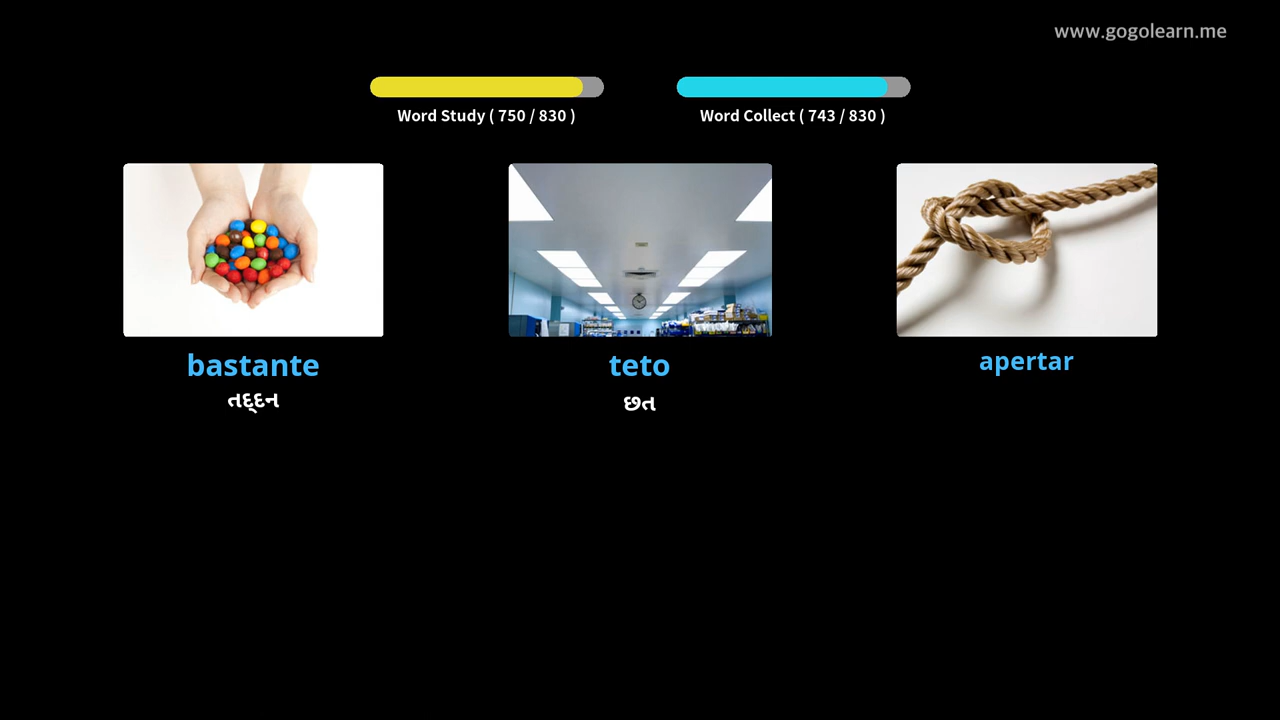 www.gogolearn.me
Word Study ( 750 / 830 )
Word Collect ( 743 / 830 )
bastante
teto
apertar
તદ્દન
છત